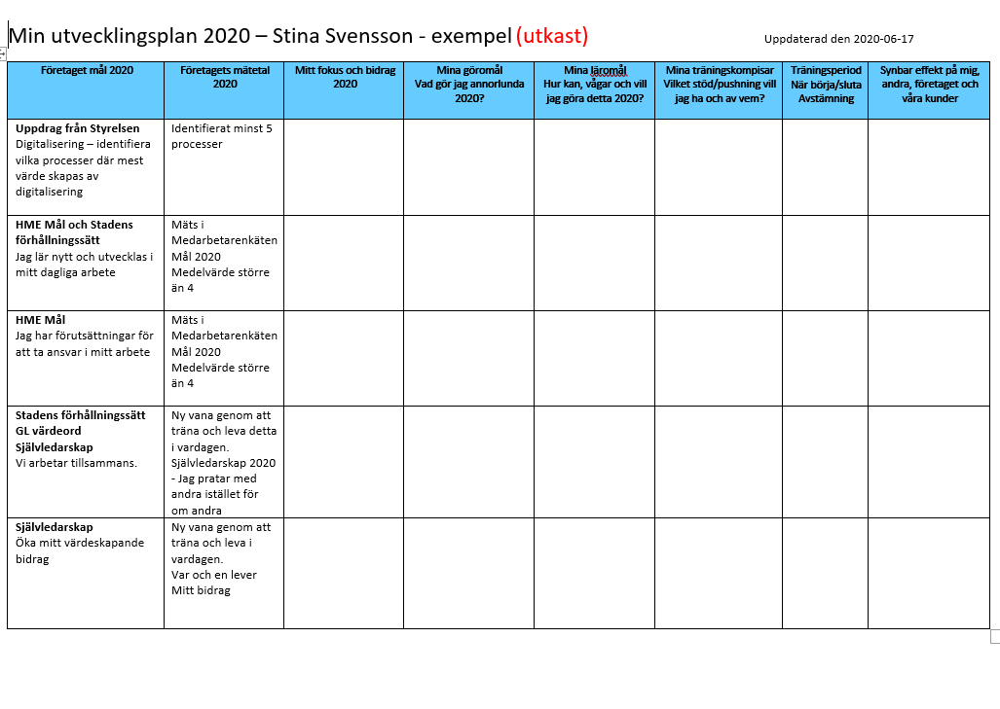 Min utvecklingsplan 2020 – Stina Svensson - exempel (utkast)
Uppdaterad den 2020-06-17
Företaget mål 2020
Företagets mätetal
2020
Mitt fokus och bidrag
2020
Mina göromål
Vad gör jag annorlunda
2020?
Mina läromål
Hur kan, vågar och vill
jag göra detta 2020?
Mina träningskompisar
Vilket stöd/pushning vill
jag ha och av vem?
Träningsperiod
När börja/sluta
Avstämning
Synbar effekt på mig,
andra, företaget och
våra kunder
Uppdrag från Styrelsen
Digitalisering – identifiera
vilka processer där mest
värde skapas av
digitalisering
Identifierat minst 5
processer
HME Mål och Stadens
förhållningssätt
Jag lär nytt och utvecklas i
mitt dagliga arbete
Mäts i
Medarbetarenkäten
Mål 2020
Medelvärde större
än 4
HME Mål
Jag har förutsättningar för
att ta ansvar i mitt arbete
Mäts i
Medarbetarenkäten
Mål 2020
Medelvärde större
än 4
Stadens förhållningssätt
GL värdeord
Självledarskap
Vi arbetar tillsammans.
Ny vana genom att
träna och leva detta
i vardagen.
Självledarskap 2020
- Jag pratar med
andra istället för
om andra
Självledarskap
Öka mitt värdeskapande
bidrag
Ny vana genom att
träna och leva i
vardagen.
Var och en lever
Mitt bidrag